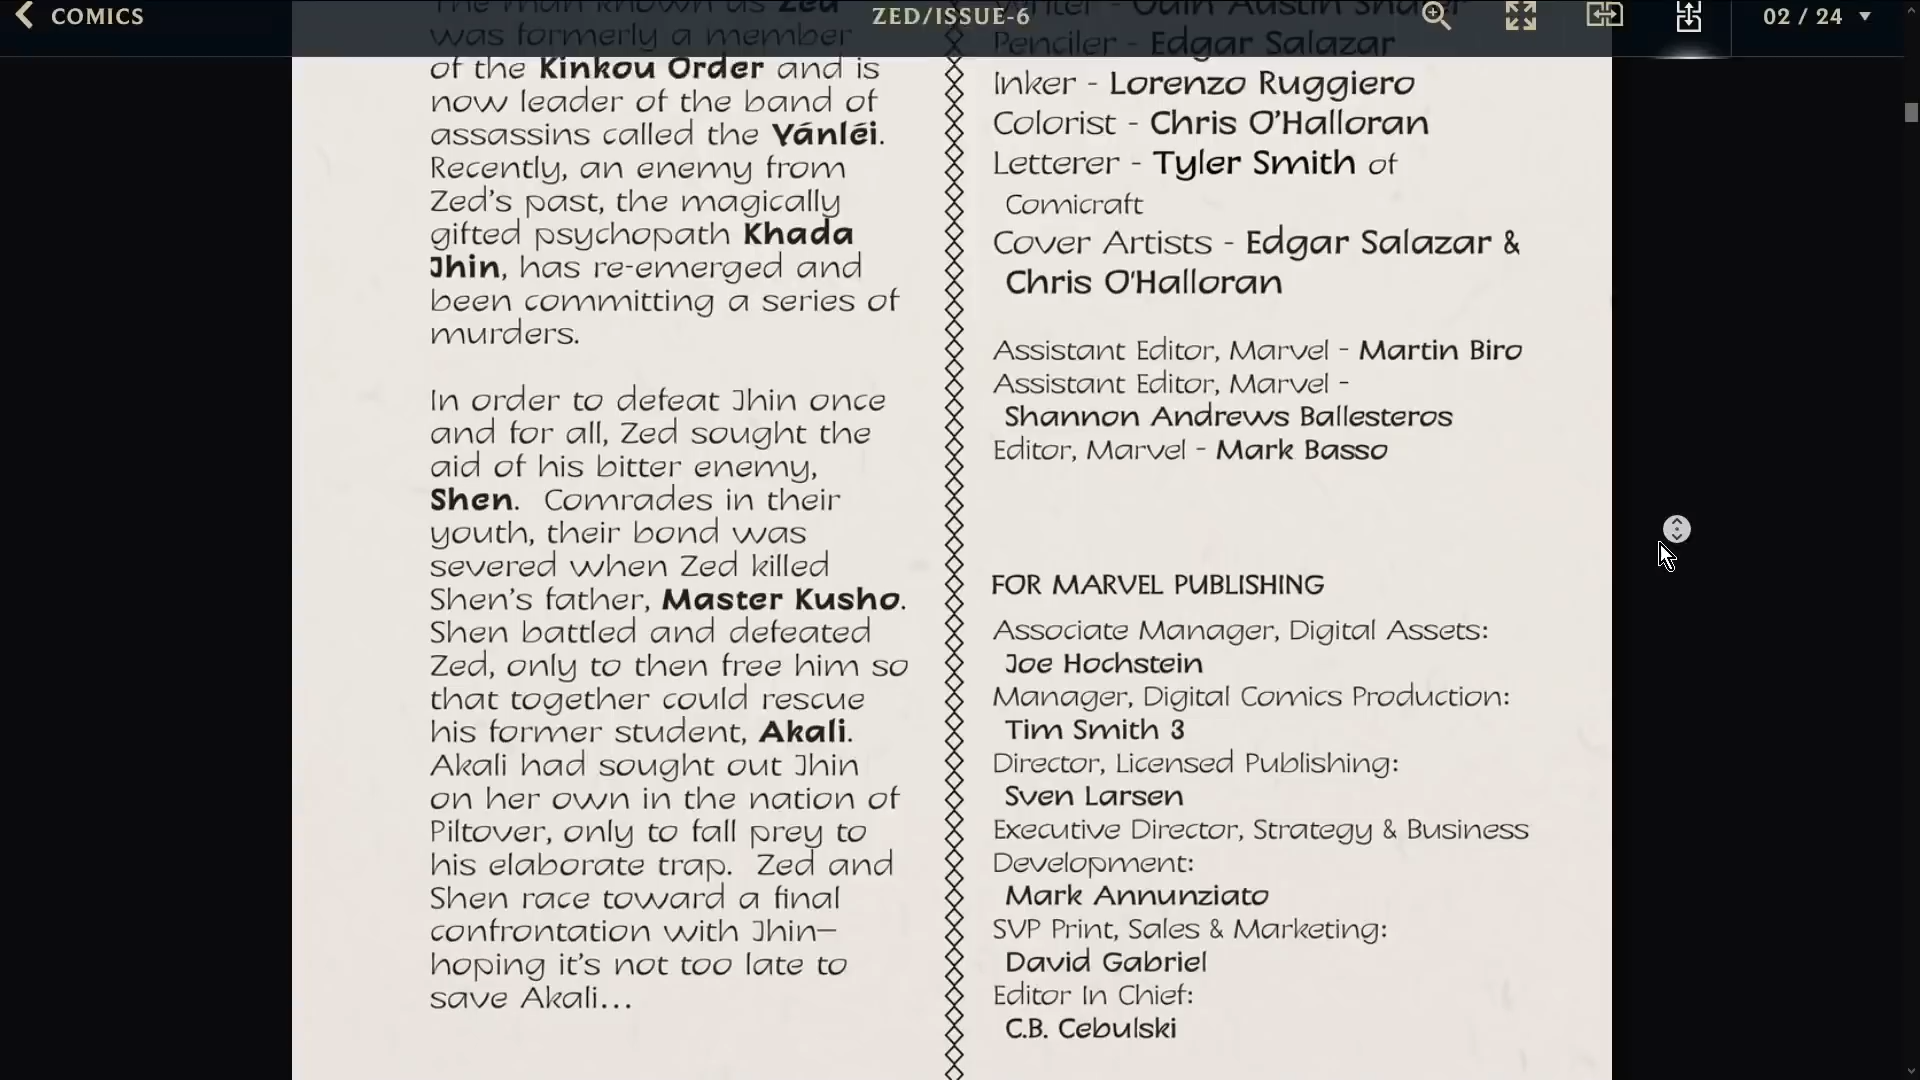 COMICS
ZED/ISSUE-6
02 / 24
The man known as Zed
was formerly a member
of the Kinkou Order and is
now leader of the band of
assassins called the Yánléi.
Recently, an enemy from
Zed's past, the magically
gifted psychopath Khada
Jhin, has re-emerged and
been committing a series of
murders.
In order to defeat Jhin once
and for all, Zed sought the
aid of his bitter enemy,
Shen. Comrades in their
youth, their bond was
severed when Zed killed
Shen's father, Master Kusho.
Shen battled and defeated
Zed, only to then free him so
that together could rescue
his former student, Akali.
Akali had sought out Jhin
on her own in the nation of
Piltover, only to fall prey to
his elaborate trap. Zed and
Shen race toward a final
confrontation with Jhin—
hoping it's not too late to
save Akali...
Writer - Odin Austin Shafer
Penciler - Edgar Salazar
Inker - Lorenzo Ruggiero
Colorist - Chris O'Halloran
Letterer - Tyler Smith of
Comicraft
Cover Artists - Edgar Salazar &
Chris O'Halloran
Assistant Editor, Marvel - Martin Biro
Assistant Editor, Marvel -
Shannon Andrews Ballesteros
Editor, Marvel - Mark Basso
FOR MARVEL PUBLISHING
Associate Manager, Digital Assets:
Joe Hochstein
Manager, Digital Comics Production:
Tim Smith 3
Director, Licensed Publishing:
Sven Larsen
Executive Director, Strategy & Business
Development:
Mark Annunziato
SVP Print, Sales & Marketing:
David Gabriel
Editor In Chief:
C.B. Cebulski